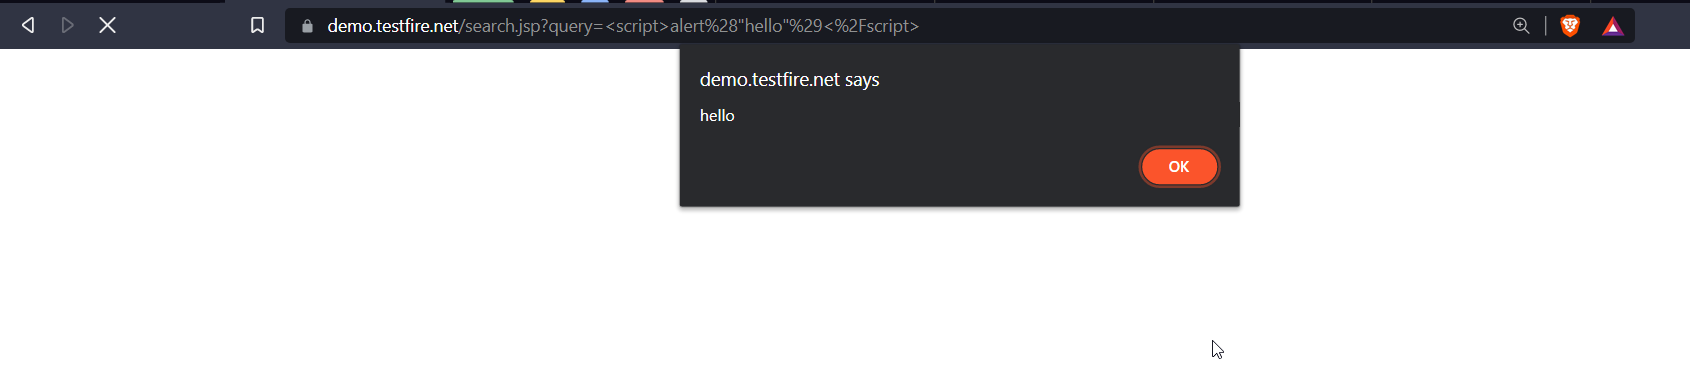 demo.testfire.net/search.jsp?query=<script>alert%28"hello"%29<%2Fscript>
demo.testfire.net says
hello
OK